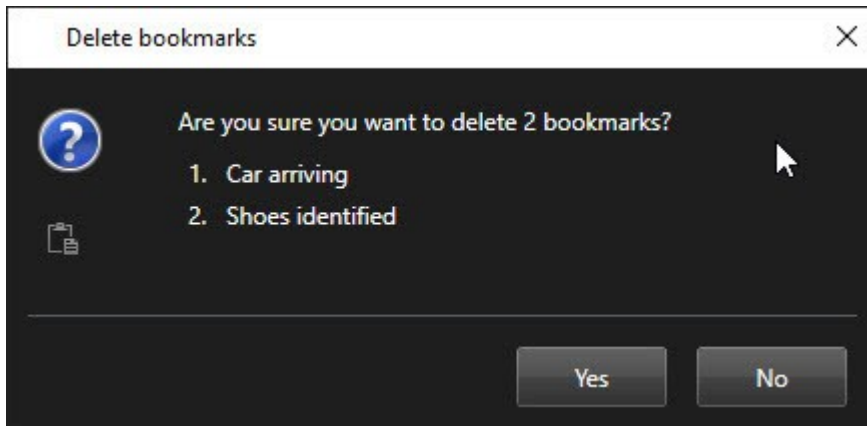 Delete bookmarks
Are you sure you want to delete 2 bookmarks?
1. Car arriving
2. Shoes identified
Yes
No